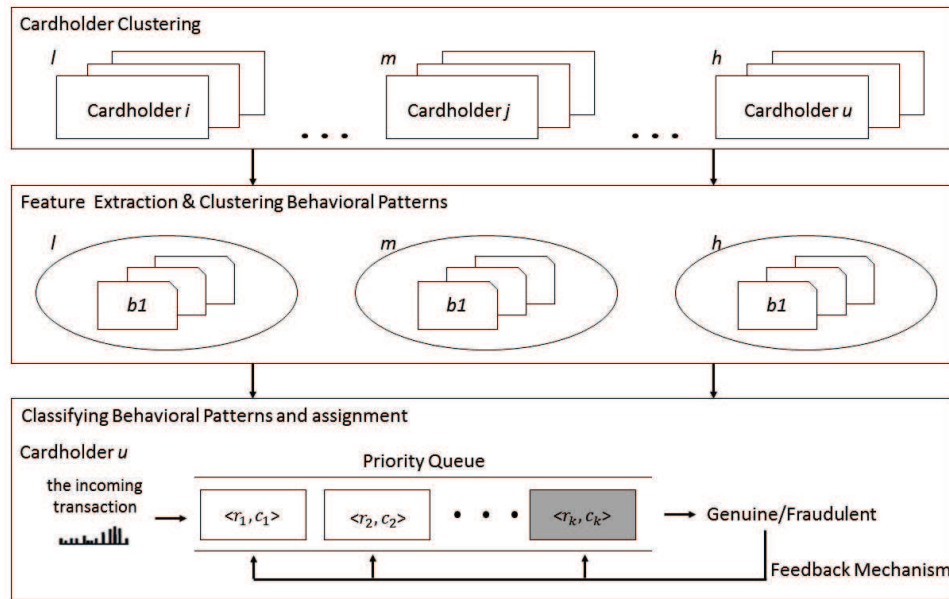 Cardholder Clustering
l
m
h
Cardholder i
Cardholder j
Cardholder u
Feature Extraction & Clustering Behavioral Patterns
l
m
h
b1
b1
b1
Classifying Behavioral Patterns and assignment
Cardholder u
Priority Queue
the incoming
transaction
<r₁, c₁>
<r₂, c₂>
<rₖ, cₖ>
Genuine/Fraudulent
Feedback Mechanism